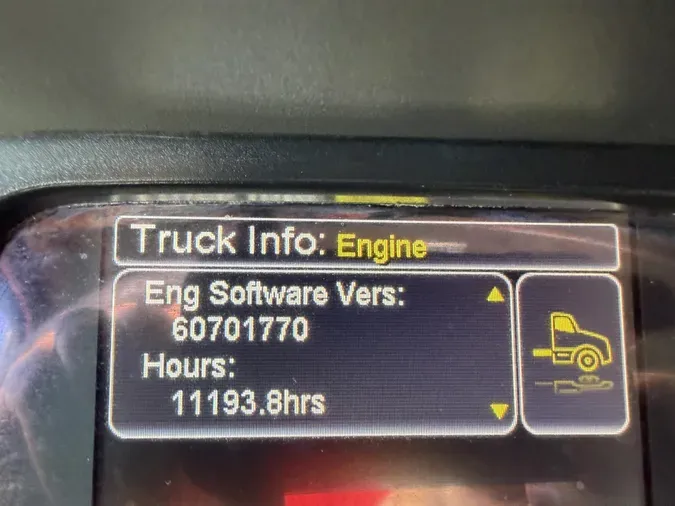 Truck Info: Engine
Eng Software Vers:
60701770
Hours:
11193.8hrs